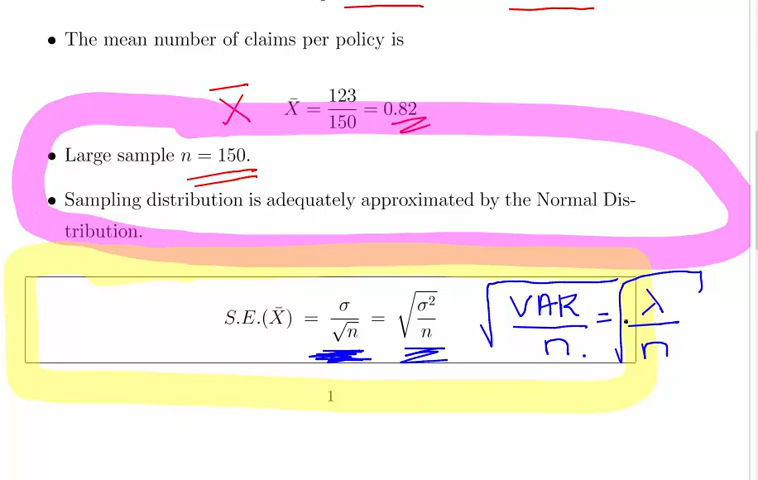 • The mean number of claims per policy is
X̄ X̄ = 123/150 = 0.82
• Large sample n = 150.
• Sampling distribution is adequately approximated by the Normal Dis-
tribution.
S.E.(X̄) = σ/√n = √(σ²/n) √(VAR/n.) = √(λ/n)
1